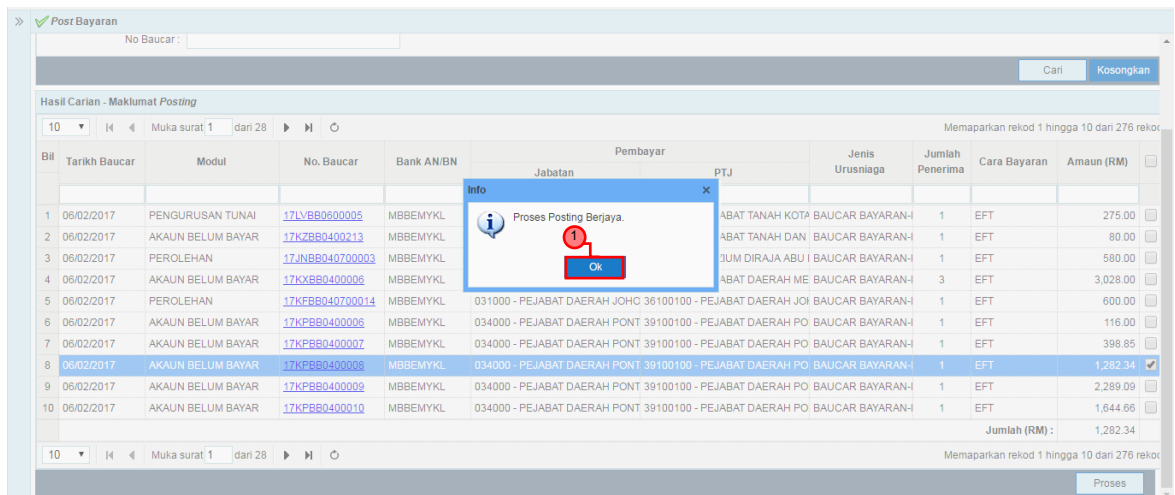 Post Bayaran
No Baucar :
Cari Kosongkan
Hasil Carian - Maklumat Posting
10 Muka surat 1 dari 28 Memaparkan rekod 1 hingga 10 dari 276 rekod
Bil Tarikh Baucar Modul No. Baucar Bank AN/BN Pembayar Jenis Urusniaga Jumlah Penerima Cara Bayaran Amaun (RM)
Jabatan PTJ
Info
Proses Posting Berjaya.
1
Ok
1 06/02/2017 PENGURUSAN TUNAI 17LVBB0600005 MBBEMYKL ABAT TANAH KOTA BAUCAR BAYARAN-I 1 EFT 275.00
2 06/02/2017 AKAUN BELUM BAYAR 17KZBB0400213 MBBEMYKL ABAT TANAH DAN BAUCAR BAYARAN-I 1 EFT 80.00
3 06/02/2017 PEROLEHAN 17JNBB040700003 MBBEMYKL ZIUM DIRAJA ABU BAUCAR BAYARAN-I 1 EFT 580.00
4 06/02/2017 AKAUN BELUM BAYAR 17KXBB0400006 MBBEMYKL ABAT DAERAH ME BAUCAR BAYARAN-I 3 EFT 3,028.00
5 06/02/2017 PEROLEHAN 17KFBB040700014 MBBEMYKL 031000 - PEJABAT DAERAH JOHO 36100100 - PEJABAT DAERAH JOH BAUCAR BAYARAN-I 1 EFT 600.00
6 06/02/2017 AKAUN BELUM BAYAR 17KPBB0400006 MBBEMYKL 034000 - PEJABAT DAERAH PONT 39100100 - PEJABAT DAERAH PO BAUCAR BAYARAN-I 1 EFT 116.00
7 06/02/2017 AKAUN BELUM BAYAR 17KPBB0400007 MBBEMYKL 034000 - PEJABAT DAERAH PONT 39100100 - PEJABAT DAERAH PO BAUCAR BAYARAN-I 1 EFT 398.85
8 06/02/2017 AKAUN BELUM BAYAR 17KPBB0400008 MBBEMYKL 034000 - PEJABAT DAERAH PONT 39100100 - PEJABAT DAERAH PO BAUCAR BAYARAN-I 1 EFT 1,282.34
9 06/02/2017 AKAUN BELUM BAYAR 17KPBB0400009 MBBEMYKL 034000 - PEJABAT DAERAH PONT 39100100 - PEJABAT DAERAH PO BAUCAR BAYARAN-I 1 EFT 2,289.09
10 06/02/2017 AKAUN BELUM BAYAR 17KPBB0400010 MBBEMYKL 034000 - PEJABAT DAERAH PONT 39100100 - PEJABAT DAERAH PO BAUCAR BAYARAN-I 1 EFT 1,644.66
Jumlah (RM) : 1,282.34
10 Muka surat 1 dari 28 Memaparkan rekod 1 hingga 10 dari 276 rekod
Proses